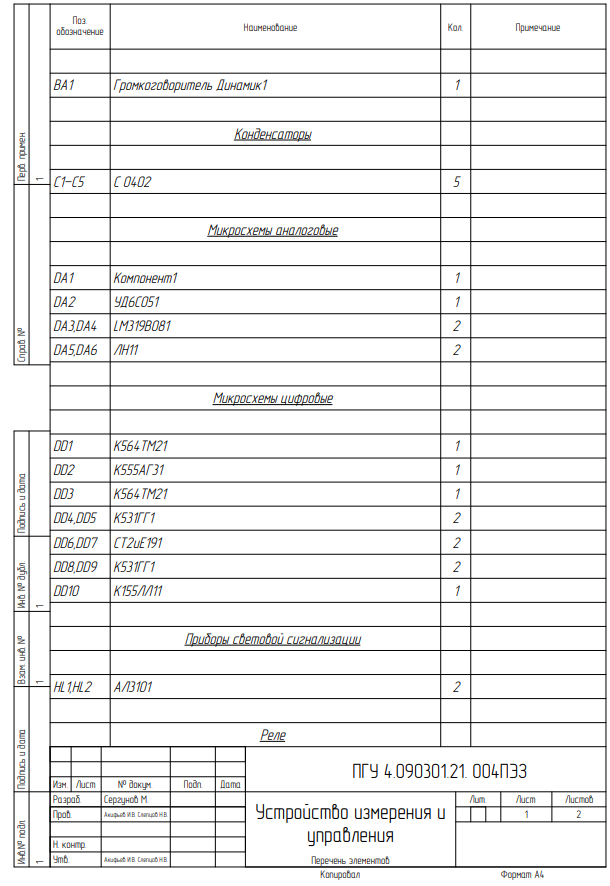 Поз. обозначение Наименование Кол. Примечание
BA1 Громкоговоритель Динамик1 1
Конденсаторы
C1-C5 C 0402 5
Микросхемы аналоговые
DA1 Компонент1 1
DA2 УД6С051 1
DA3,DA4 LM319B081 2
DA5,DA6 ЛН11 2
Микросхемы цифровые
DD1 К564ТМ21 1
DD2 К555АГ31 1
DD3 К564ТМ21 1
DD4,DD5 К531ГГ1 2
DD6,DD7 СТ2иЕ191 2
DD8,DD9 К531ГГ1 2
DD10 К155ЛЛ11 1
Приборы световой сигнализации
HL1,HL2 АЛ3101 2
Реле
Перв. примен. 1
Справ. №
Подпись и дата
Инв. № дубл. 1
Взам. инв. № 1
Подпись и дата
Инв. № подл. 1
ПГУ 4.090301.21. 004ПЭ3
Изм. Лист № докум. Подп. Дата
Разраб. Сергунов М.
Пров. Акифьев И.В. Слепцов Н.В.
Н. контр.
Утв. Акифьев И.В. Слепцов Н.В.
Устройство измерения и
управления
Перечень элементов
Лит. Лист Листов
1 2
Копировал Формат А4